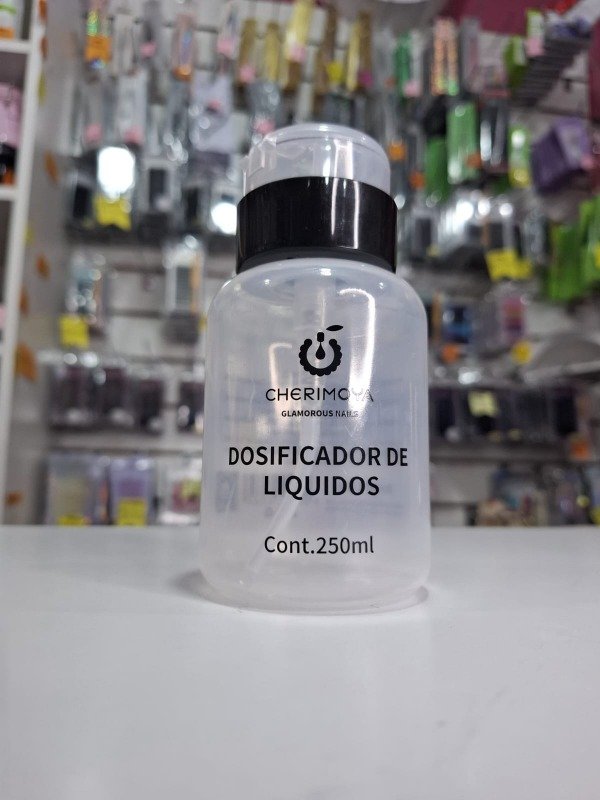 CHERIMOYA
GLAMOROUS NAILS
DOSIFICADOR DE
LIQUIDOS
Cont.250ml